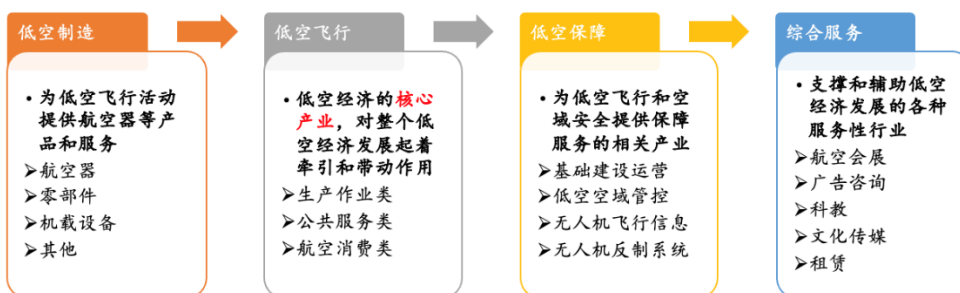 低空制造
• 为低空飞行活动
提供航空器等产
品和服务
➢航空器
➢零部件
➢机载设备
➢其他
低空飞行
• 低空经济的核心
产业，对整个低
空经济发展起着
牵引和带动作用
➢生产作业类
➢公共服务类
➢航空消费类
低空保障
• 为低空飞行和空
域安全提供保障
服务的相关产业
➢基础建设运营
➢低空空域管控
➢无人机飞行信息
➢无人机反制系统
综合服务
• 支撑和辅助低空
经济发展的各种
服务性行业
➢航空会展
➢广告咨询
➢科教
➢文化传媒
➢租赁